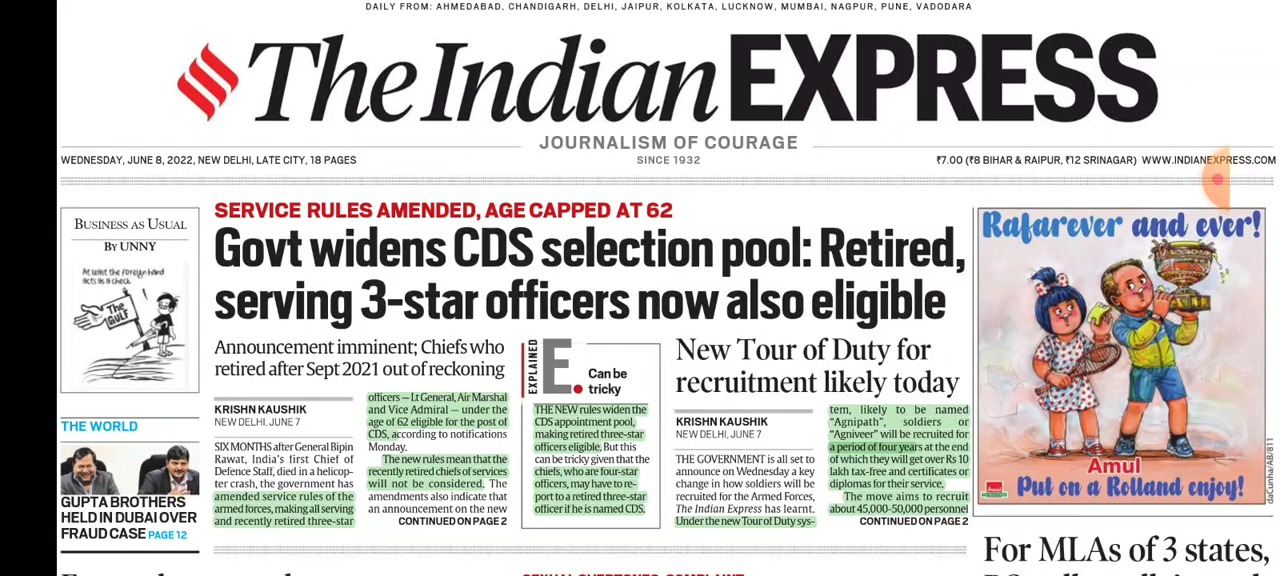 DAILY FROM: AHMEDABAD, CHANDIGARH, DELHI, JAIPUR, KOLKATA, LUCKNOW, MUMBAI, NAGPUR, PUNE, VADODARA
The Indian EXPRESS
JOURNALISM OF COURAGE
SINCE 1932
WEDNESDAY, JUNE 8, 2022, NEW DELHI, LATE CITY, 18 PAGES
₹7.00 (₹8 BIHAR & RAIPUR, ₹12 SRINAGAR) WWW.INDIANEXPRESS.COM
BUSINESS AS USUAL
BY UNNY
At least the foreign hand
acts as a check.
The
GULF
THE WORLD
GUPTA BROTHERS
HELD IN DUBAI OVER
FRAUD CASE PAGE 12
SERVICE RULES AMENDED, AGE CAPPED AT 62
Govt widens CDS selection pool: Retired,
serving 3-star officers now also eligible
Announcement imminent; Chiefs who
retired after Sept 2021 out of reckoning
KRISHN KAUSHIK
NEW DELHI, JUNE 7
SIX MONTHS after General Bipin
Rawat, India's first Chief of
Defence Staff, died in a helicop-
ter crash, the government has
amended service rules of the
armed forces, making all serving
and recently retired three-star
officers — Lt General, Air Marshal
and Vice Admiral — under the
age of 62 eligible for the post of
CDS, according to notifications
Monday.
The new rules mean that the
recently retired chiefs of services
will not be considered. The
amendments also indicate that
an announcement on the new
CONTINUED ON PAGE 2
EXPLAINED
E.
Can be
tricky
THE NEW rules widen the
CDS appointment pool,
making retired three-star
officers eligible. But this
can be tricky given that the
chiefs, who are four-star
officers, may have to re-
port to a retired three-star
officer if he is named CDS.
New Tour of Duty for
recruitment likely today
KRISHN KAUSHIK
NEW DELHI, JUNE 7
THE GOVERNMENT is all set to
announce on Wednesday a key
change in how soldiers will be
recruited for the Armed Forces,
The Indian Express has learnt.
Under the new Tour of Duty sys-
tem, likely to be named
"Agnipath", soldiers or
"Agniveer" will be recruited for
a period of four years at the end
of which they will get over Rs 10
lakh tax-free and certificates or
diplomas for their service.
The move aims to recruit
about 45,000-50,000 personnel
CONTINUED ON PAGE 2
Rafarever and ever!
Amul
Put on a Rolland enjoy!
daCunha/AB/811
For MLAs of 3 states,